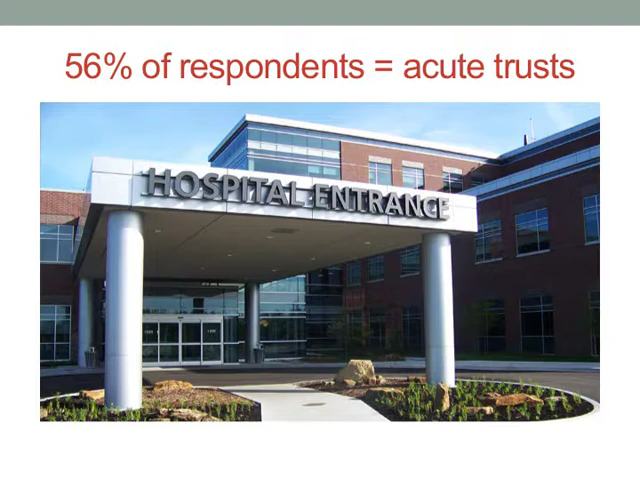 56% of respondents = acute trusts
HOSPITAL ENTRANCE